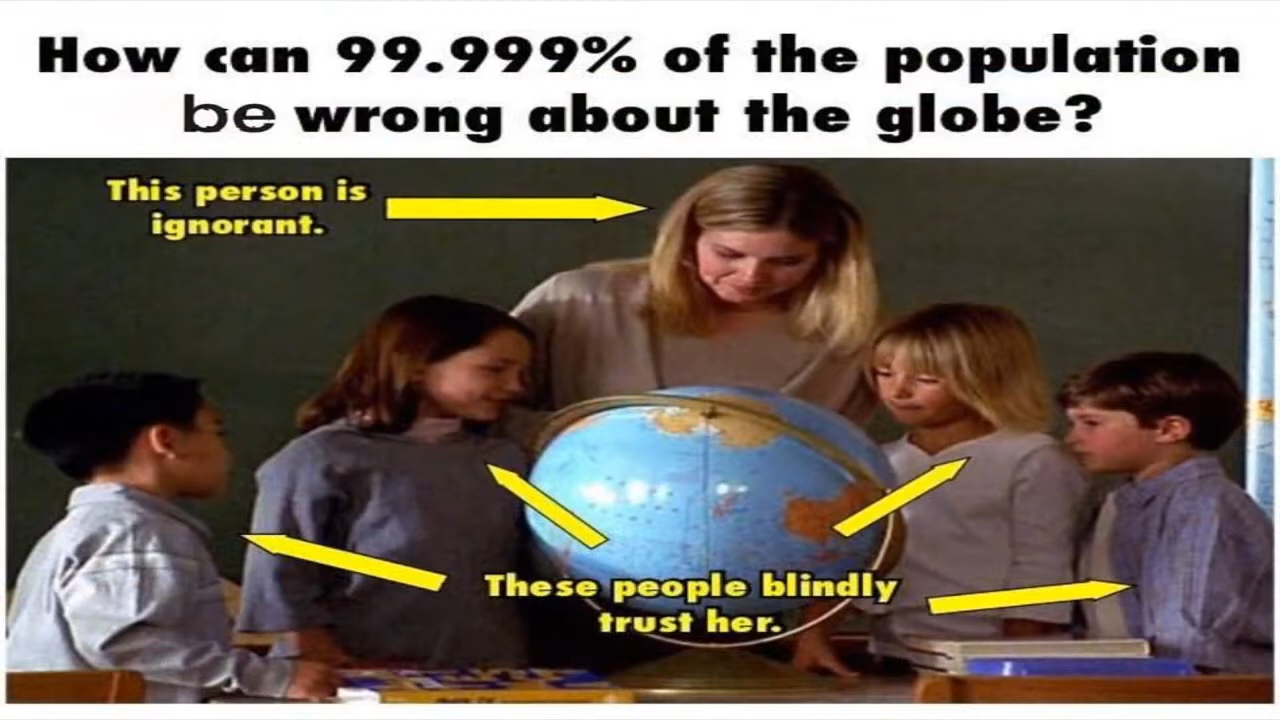 How can 99.999% of the population
be wrong about the globe?
This person is
ignorant.
These people blindly
trust her.